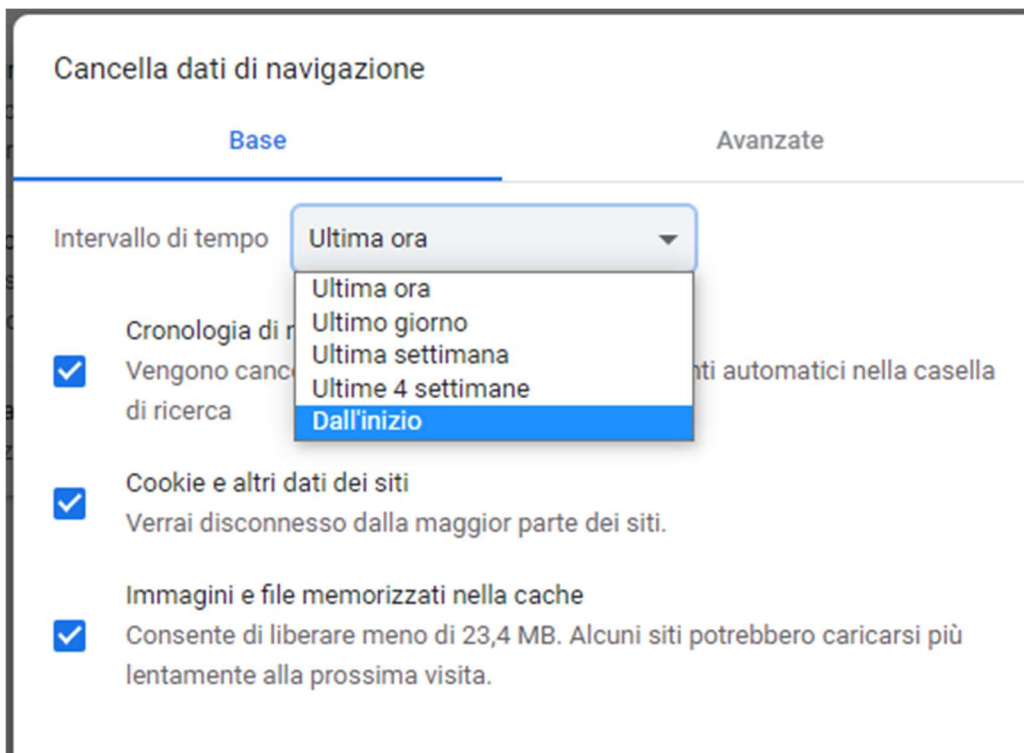 Cancella dati di navigazione
Base Avanzate
Intervallo di tempo Ultima ora
Ultima ora
Ultimo giorno
Ultima settimana
Ultime 4 settimane
Dall'inizio
Cronologia di
Vengono automatici nella casella
di ricerca
Cookie e altri dati dei siti
Verrai disconnesso dalla maggior parte dei siti.
Immagini e file memorizzati nella cache
Consente di liberare meno di 23,4 MB. Alcuni siti potrebbero caricarsi più
lentamente alla prossima visita.